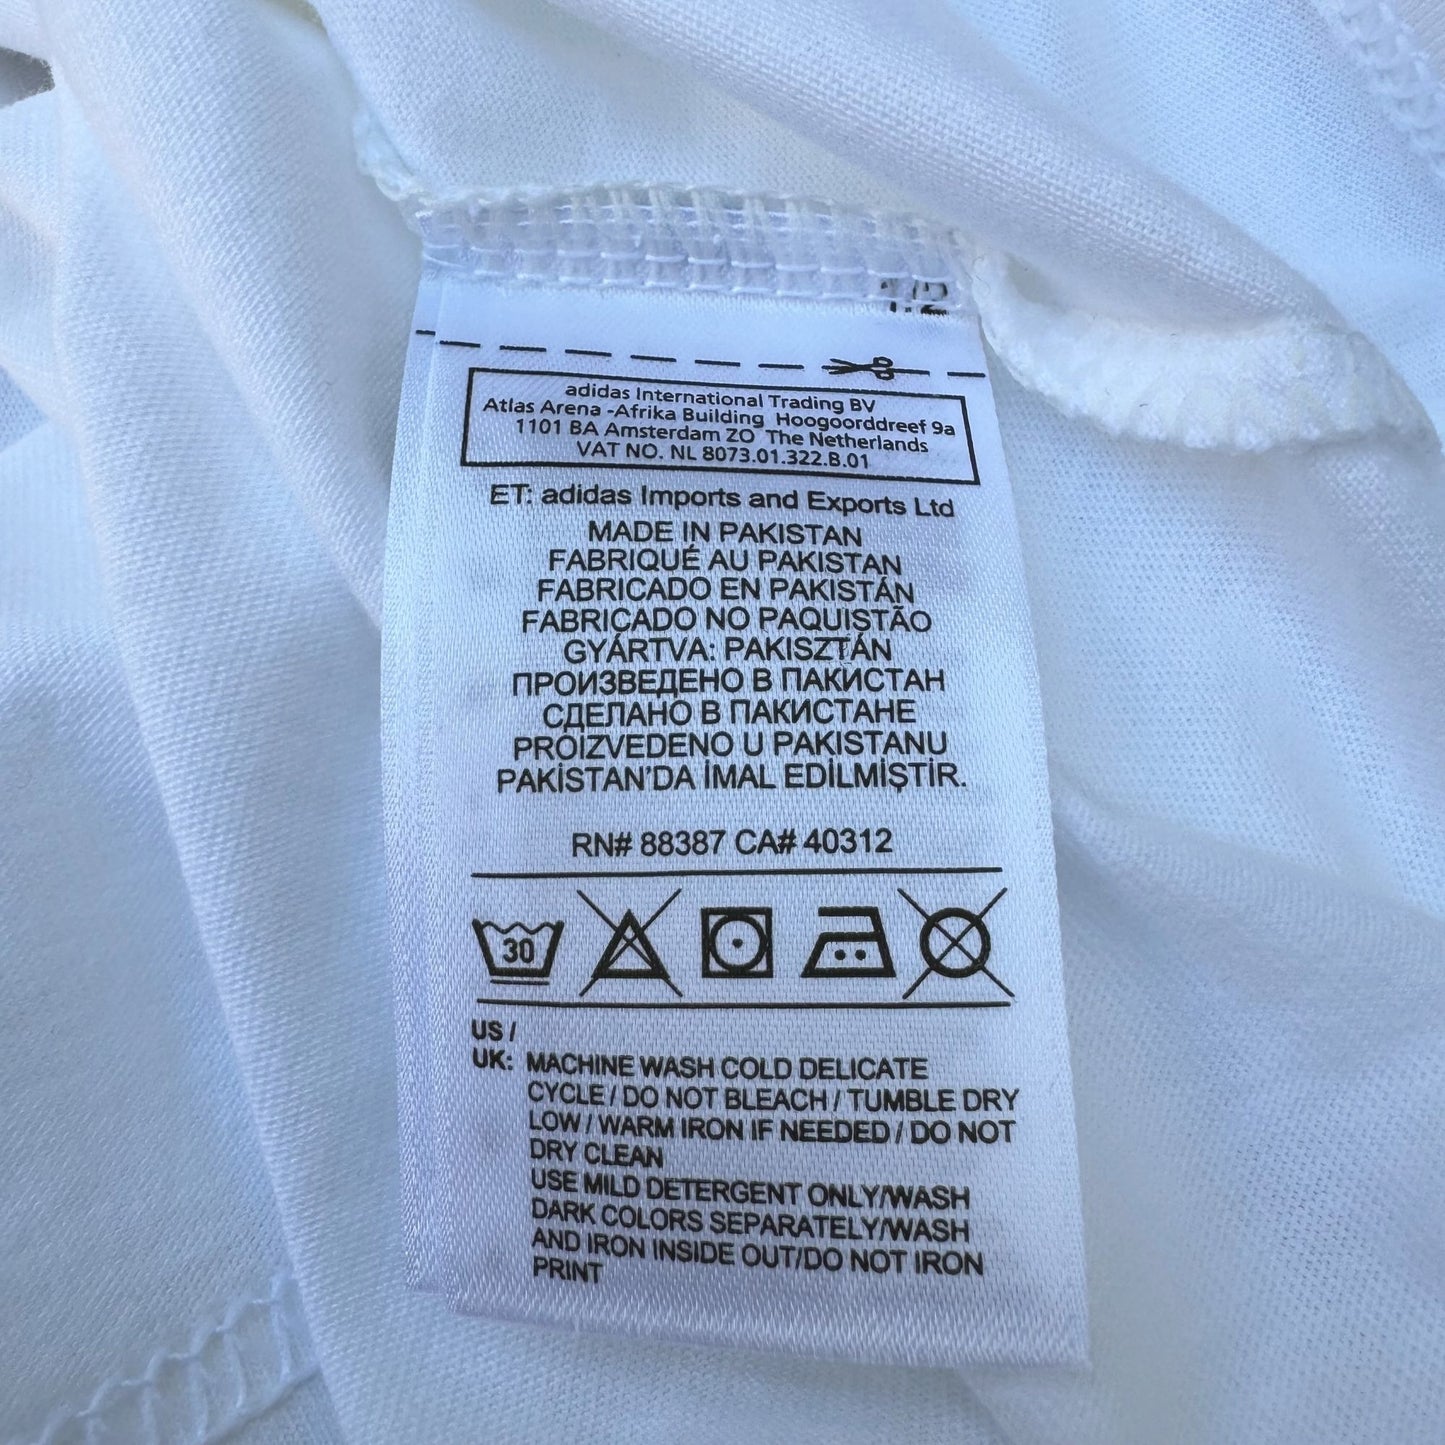 adidas International Trading BV
Atlas Arena -Afrika Building Hoogoorddreef 9a
1101 BA Amsterdam ZO The Netherlands
VAT NO. NL 8073.01.322.B.01
ET: adidas Imports and Exports Ltd
MADE IN PAKISTAN
FABRIQUÉ AU PAKISTAN
FABRICADO EN PAKISTÁN
FABRICADO NO PAQUISTÃO
GYÁRTVA: PAKISZTÁN
ПРОИЗВЕДЕНО В ПАКИСТАН
СДЕЛАНО В ПАКИСТАНЕ
PROIZVEDENO U PAKISTANU
PAKİSTAN'DA İMAL EDİLMİŞTİR.
RN# 88387 CA# 40312
30
US /
UK: MACHINE WASH COLD DELICATE
CYCLE / DO NOT BLEACH / TUMBLE DRY
LOW / WARM IRON IF NEEDED / DO NOT
DRY CLEAN
USE MILD DETERGENT ONLY/WASH
DARK COLORS SEPARATELY/WASH
AND IRON INSIDE OUT/DO NOT IRON
PRINT